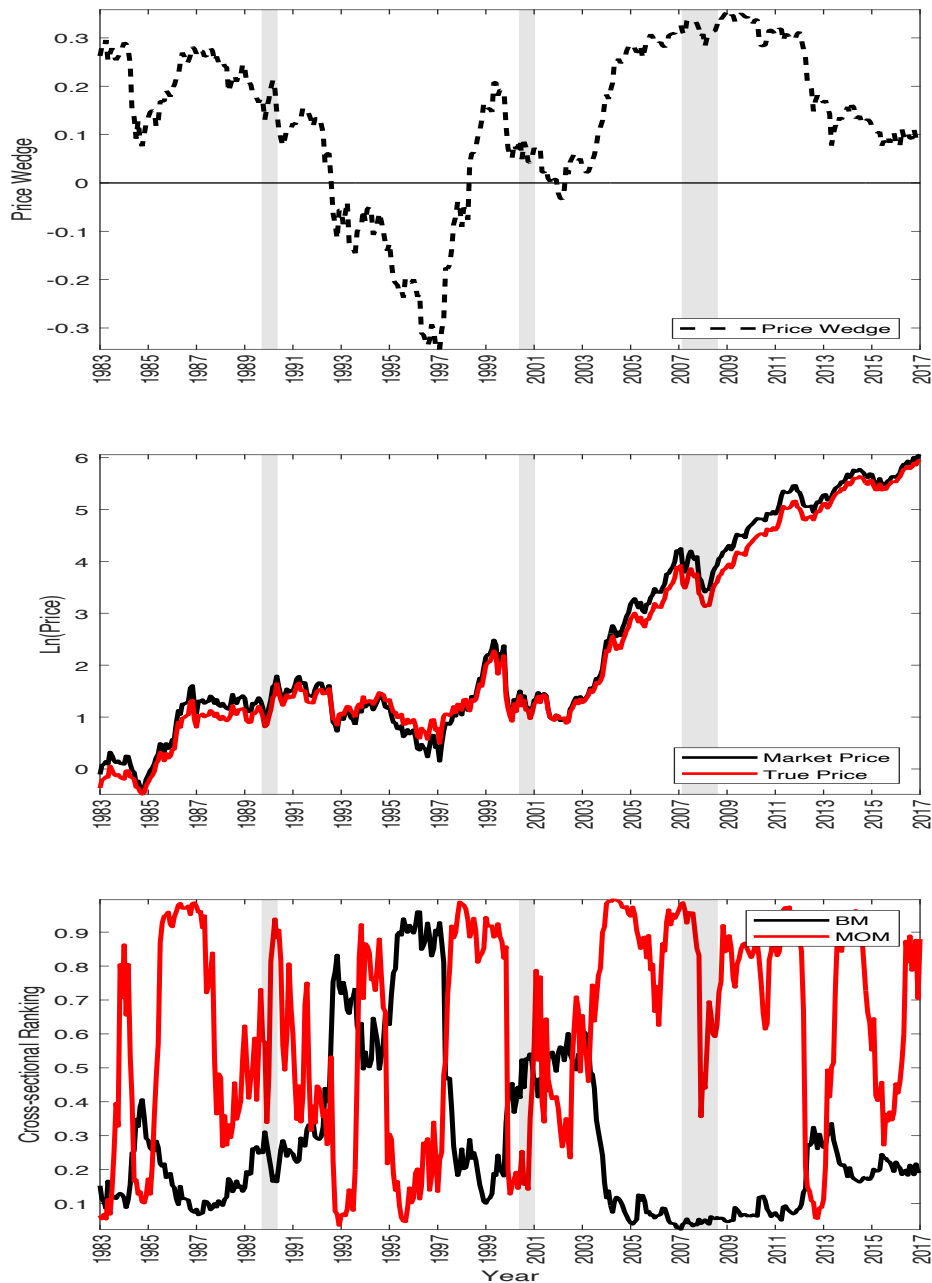 0.3
0.2
0.1
0
-0.1
-0.2
-0.3
Price Wedge
Price Wedge
1983 1985 1987 1989 1991 1993 1995 1997 1999 2001 2003 2005 2007 2009 2011 2013 2015 2017
6
5
4
3
2
1
0
Ln(Price)
Market Price
True Price
1983 1985 1987 1989 1991 1993 1995 1997 1999 2001 2003 2005 2007 2009 2011 2013 2015 2017
0.9
0.8
0.7
0.6
0.5
0.4
0.3
0.2
0.1
Cross-sectional Ranking
BM
MOM
1983 1985 1987 1989 1991 1993 1995 1997 1999 2001 2003 2005 2007 2009 2011 2013 2015 2017
Year